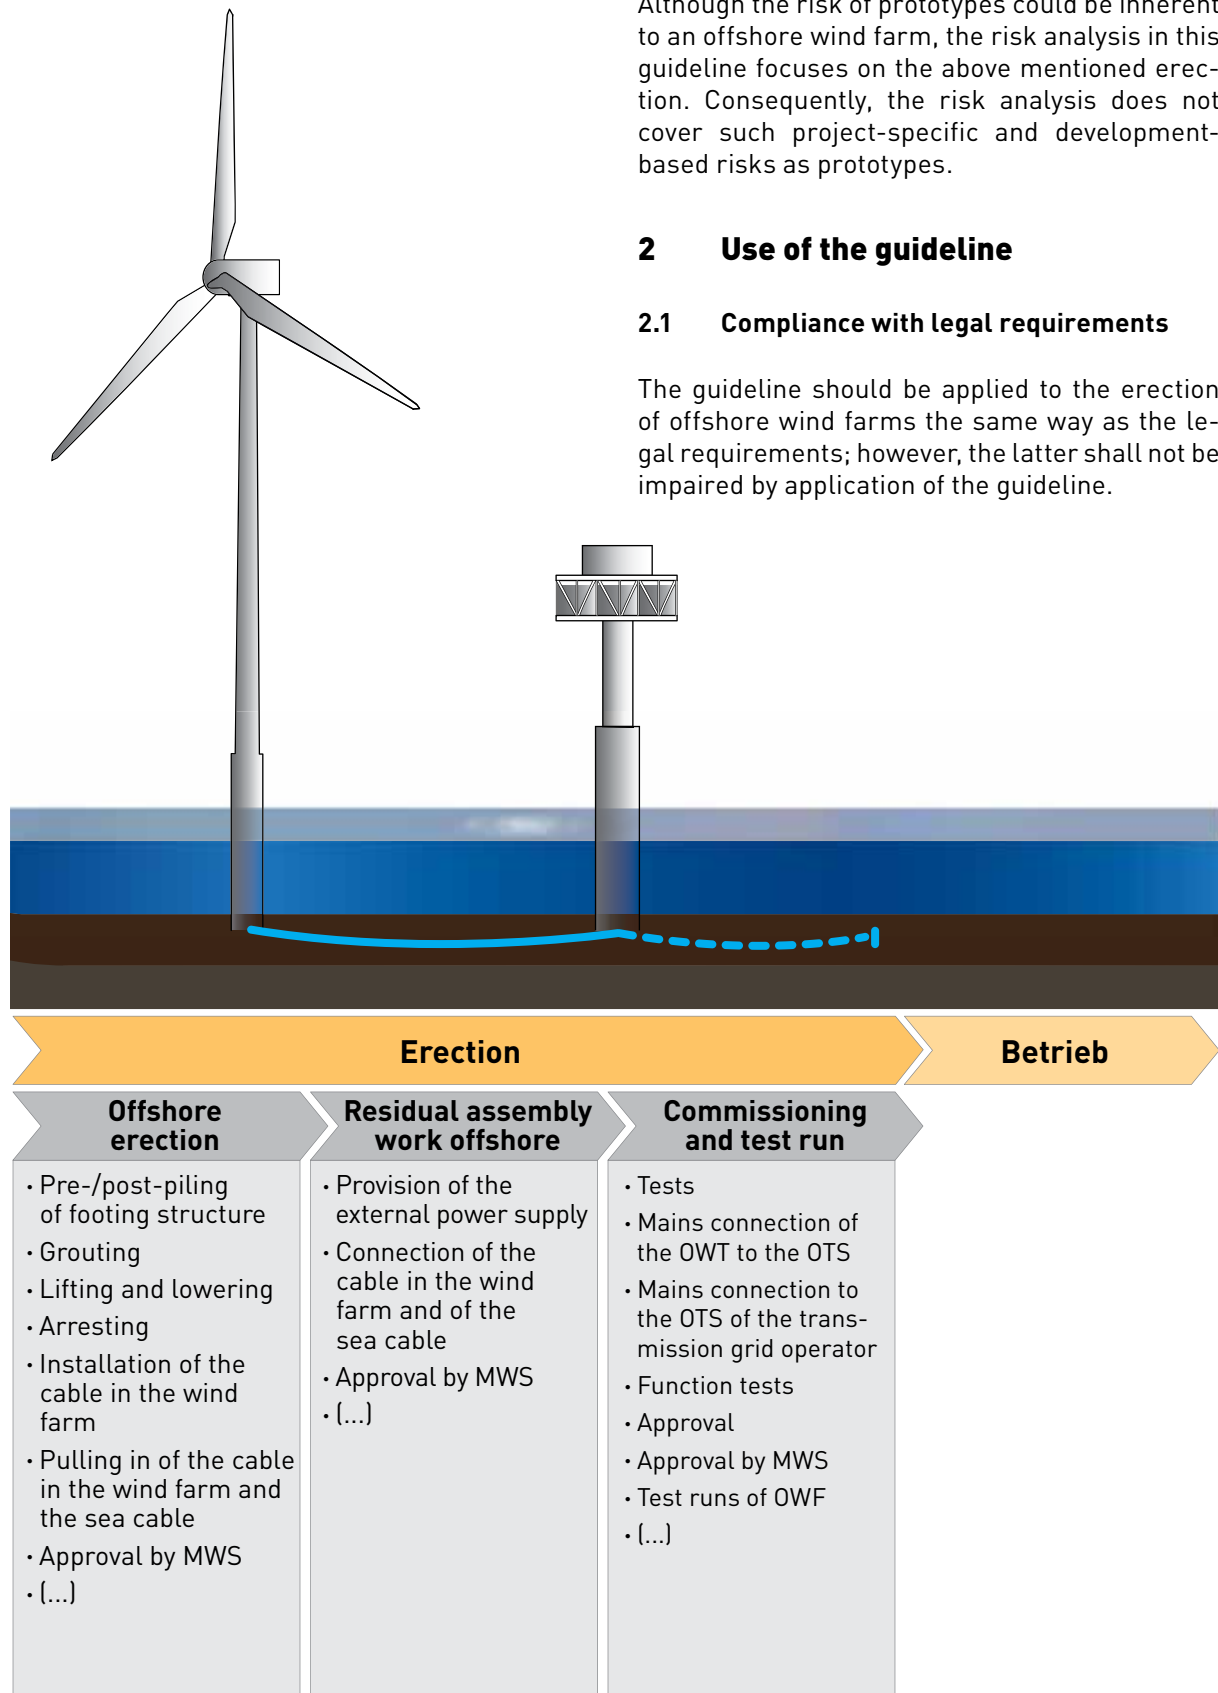 Although the risk of prototypes could be inherent
to an offshore wind farm, the risk analysis in this
guideline focuses on the above mentioned erec-
tion. Consequently, the risk analysis does not
cover such project-specific and development-
based risks as prototypes.
2 Use of the guideline
2.1 Compliance with legal requirements
The guideline should be applied to the erection
of offshore wind farms the same way as the le-
gal requirements; however, the latter shall not be
impaired by application of the guideline.
Erection
Betrieb
Offshore
erection
· Pre-/post-piling
of footing structure
· Grouting
· Lifting and lowering
· Arresting
· Installation of the
cable in the wind
farm
· Pulling in of the cable
in the wind farm and
the sea cable
· Approval by MWS
· (...)
Residual assembly
work offshore
· Provision of the
external power supply
· Connection of the
cable in the wind
farm and of the
sea cable
· Approval by MWS
· (...)
Commissioning
and test run
· Tests
· Mains connection of
the OWT to the OTS
· Mains connection to
the OTS of the trans-
mission grid operator
· Function tests
· Approval
· Approval by MWS
· Test runs of OWF
· (...)